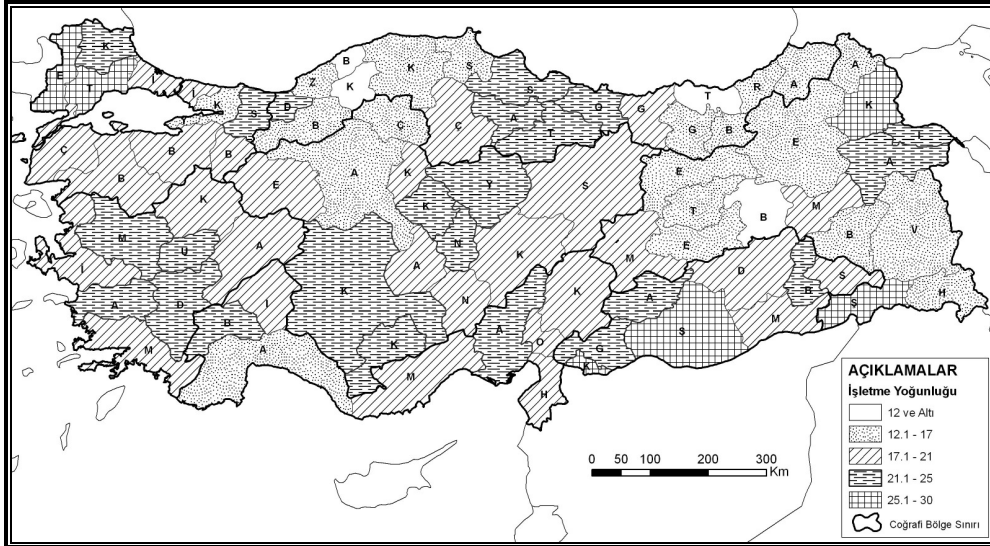 K
B
K
S
A
E
T
İ
İ
K
Z
K
S
D
B
Ç
Ç
S
A
T
O
G
T
G
B
R
A
K
E
I
A
Y
Ç
B
B
B
E
A
K
Y
S
E
T
B
M
K
K
B
V
M
U
A
N
K
M
E
D
S
B
H
İ
A
D
İ
K
A
N
K
A
S
M
Ş
B
K
A
O
G
K
M
A
M
H
AÇIKLAMALAR
İşletme Yoğunluğu
12 ve Altı
12.1 - 17
17.1 - 21
21.1 - 25
25.1 - 30
Coğrafi Bölge Sınırı
0 50 100 200 300
Km